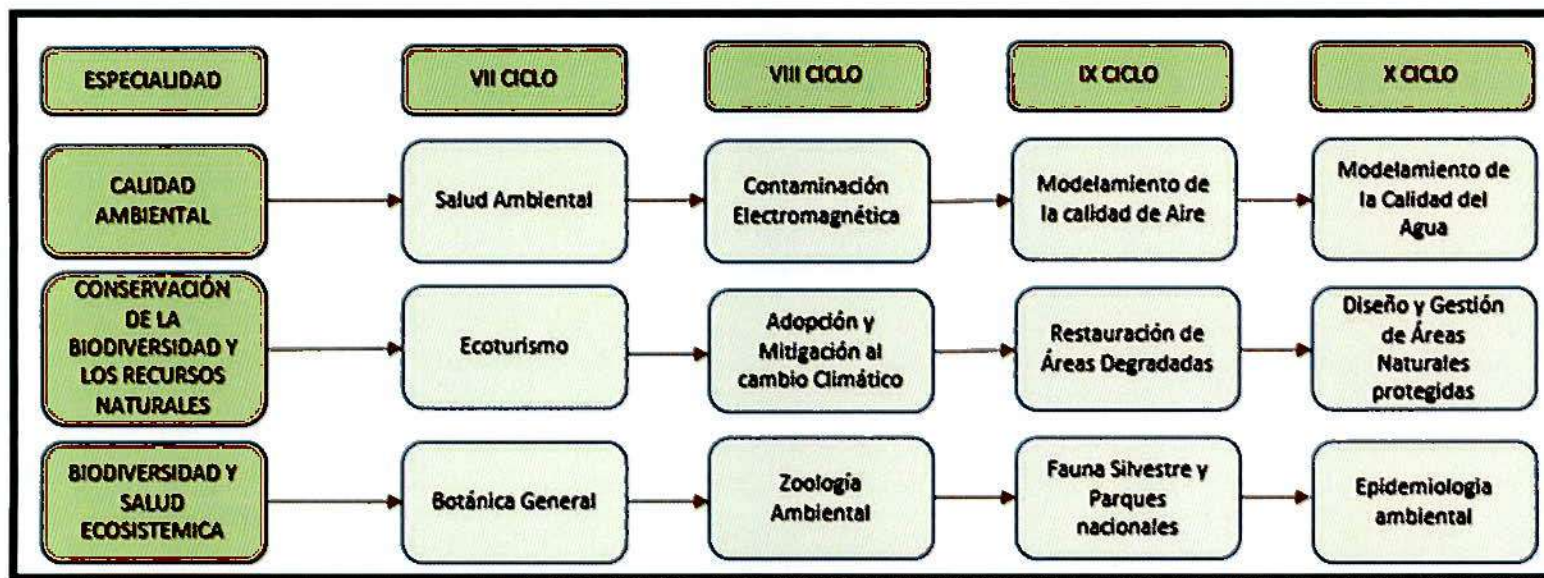 ESPECIALIDAD
VII CICLO
VIII CICLO
IX CICLO
X CICLO
CALIDAD
AMBIENTAL
Salud Ambiental
Contaminación
Electromagnética
Modelamiento de
la calidad de Aire
Modelamiento de
la Calidad del
Agua
CONSERVACIÓN
DE LA
BIODIVERSIDAD Y
LOS RECURSOS
NATURALES
Ecoturismo
Adopción y
Mitigación al
cambio Climático
Restauración de
Áreas Degradadas
Diseño y Gestión
de Áreas
Naturales
protegidas
BIODIVERSIDAD Y
SALUD
ECOSISTEMICA
Botánica General
Zoología
Ambiental
Fauna Silvestre y
Parques
nacionales
Epidemiologia
ambiental